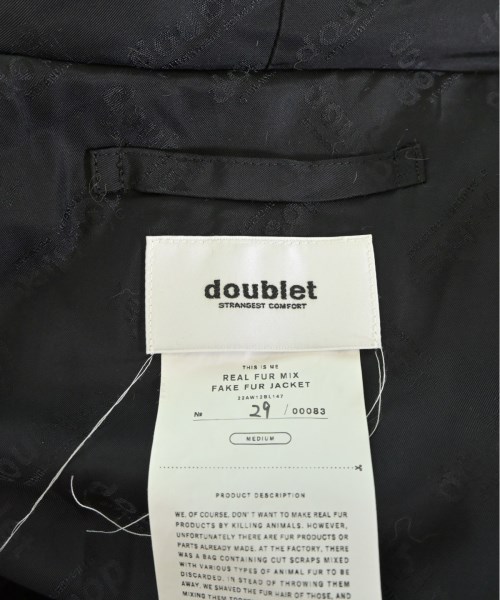 doublet
STRANGEST COMFORT
THIS IS ME
REAL FUR MIX
FAKE FUR JACKET
22AW12BL142
№ 29 / 00083
MEDIUM
PRODUCT DESCRIPTION
WE, OF COURSE, DON'T WANT TO MAKE REAL FUR
PRODUCTS BY KILLING ANIMALS. HOWEVER,
UNFORTUNATELY THERE ARE FUR PRODUCTS OR
PARTS ALREADY MADE. AT THE FACTORY, THERE
WAS A BAG CONTAINING CUT SCRAPS MIXED
WITH VARIOUS TYPES OF ANIMAL FUR TO BE
DISCARDED. IN STEAD OF THROWING THEM
AWAY, WE SHAVED THE FUR HAIR OF THOSE, AND
MIXING THEM